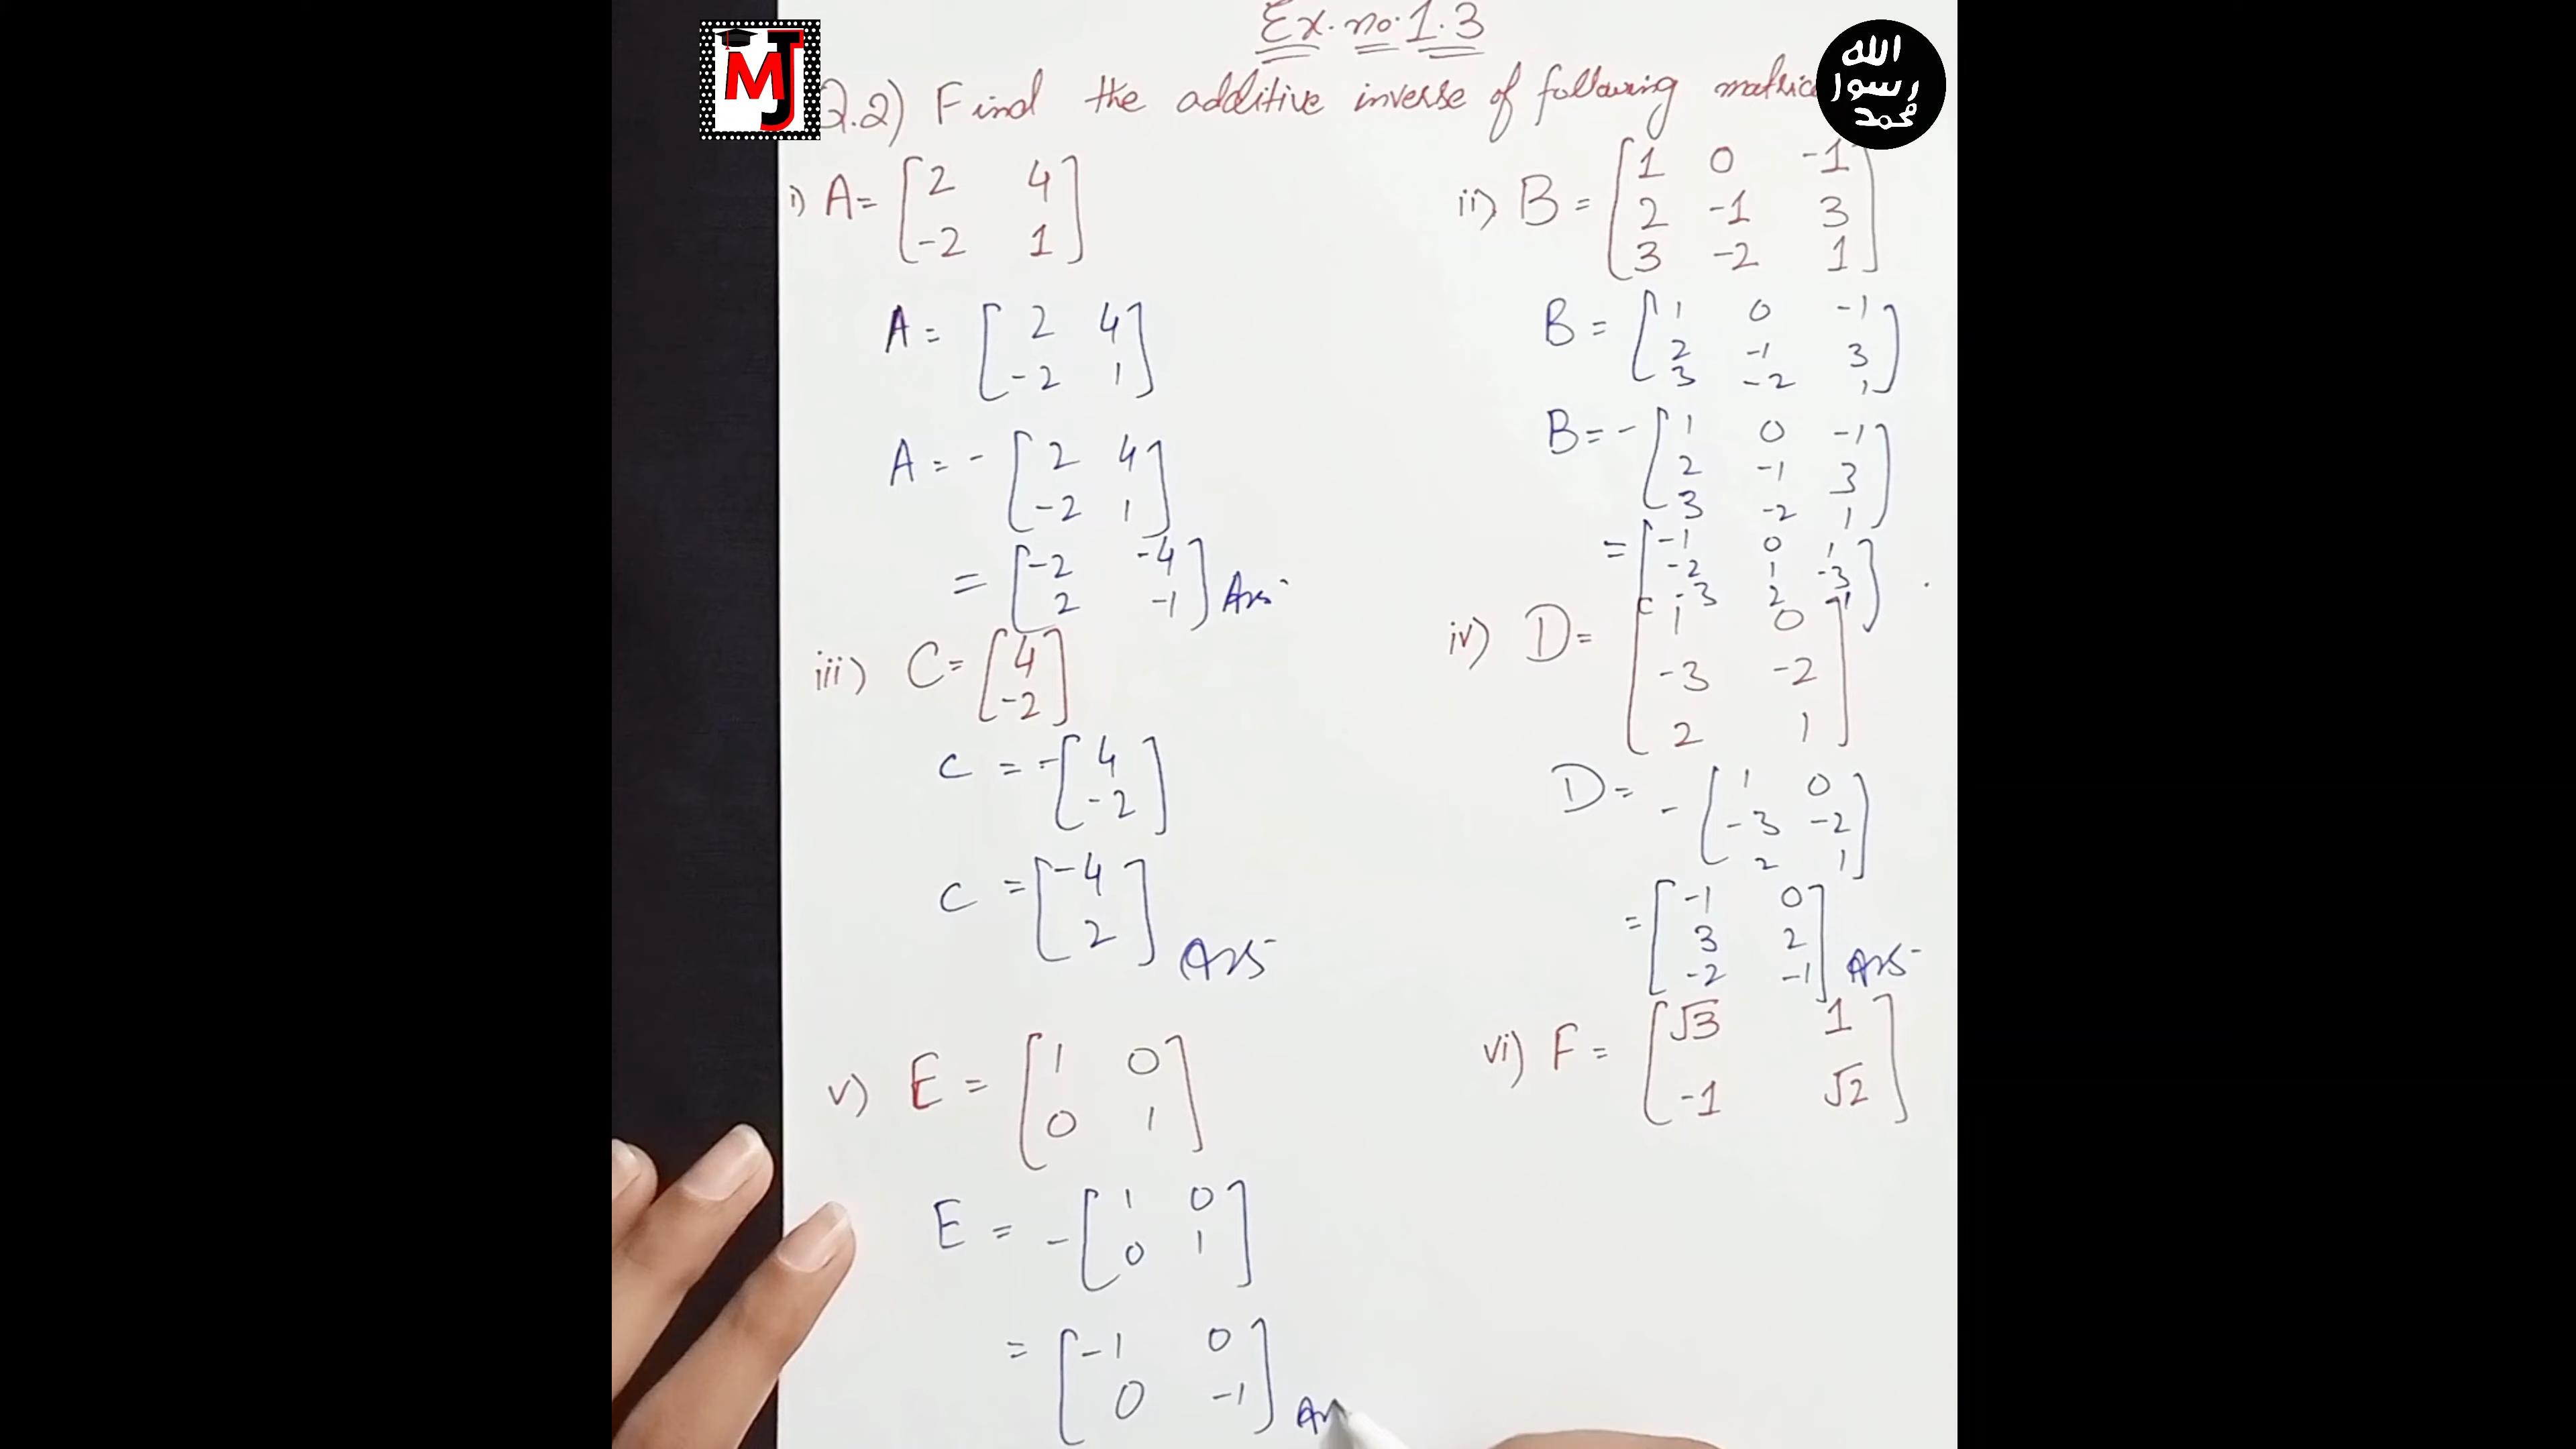 MJ
الله
رسول
محمد
Ex. no. 1.3
Q.2) Find the additive inverse of following
i) A = [2 4
-2 1]
A = [2 4
-2 1]
A = - [2 4
-2 1]
= [-2 -4
2 -1] Ans
ii) B = [1 0 -1
2 -1 3
3 -2 1]
B = [1 0 -1
2 -1 3
3 -2 1]
B = - [1 0 -1
2 -1 3
3 -2 1]
= [-1 0 1
-2 1 -3
-3 2 -1]
iii) C = [4
-2]
C = - [4
-2]
C = [-4
2] Ans
iv) D = [1 0
-3 -2
2 1]
D = - [1 0
-3 -2
2 1]
= [-1 0
3 2
-2 -1] Ans
v) E = [1 0
0 1]
E = - [1 0
0 1]
= [-1 0
0 -1] An
vi) F = [√3 1
-1 √2]